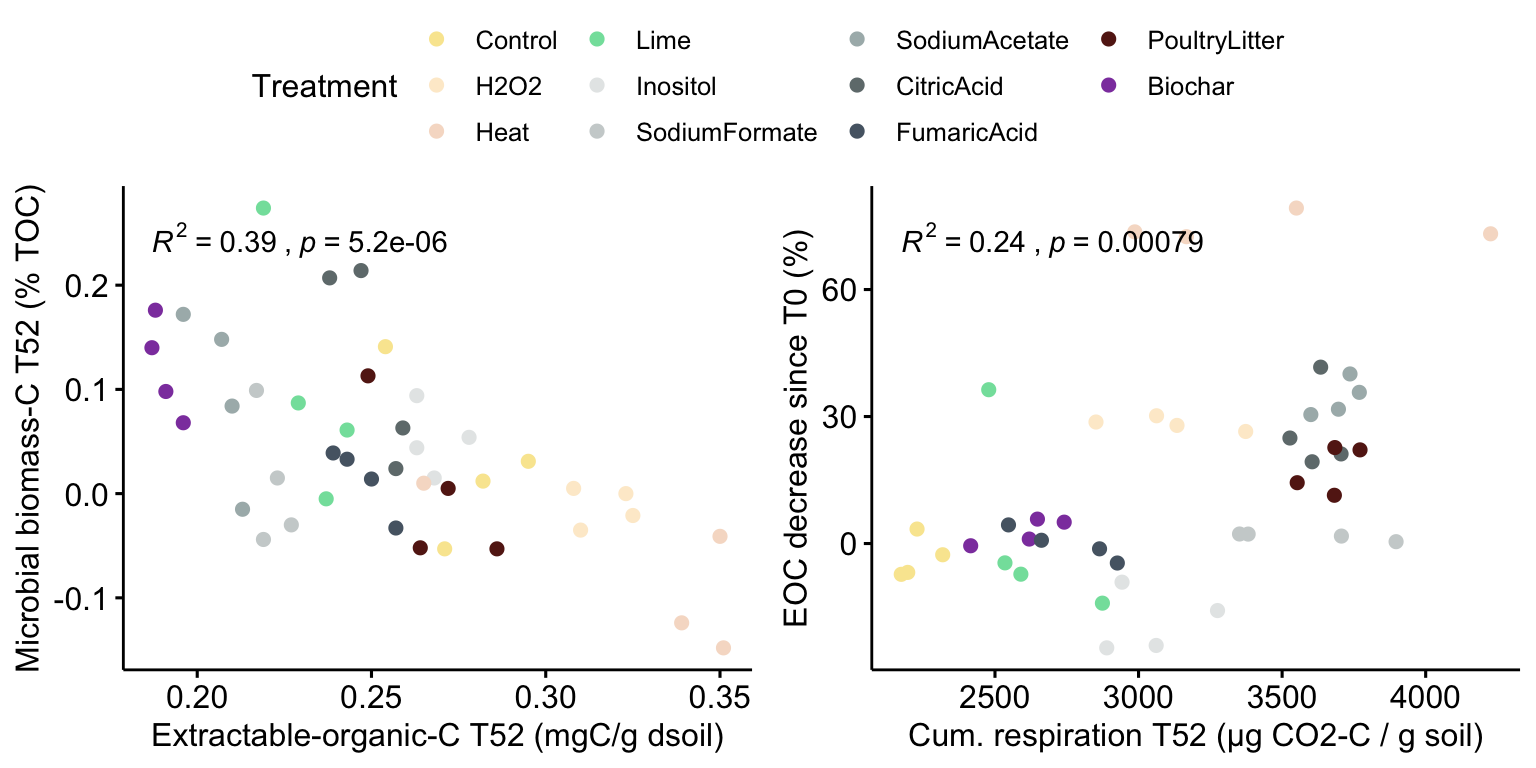 Control Lime SodiumAcetate PoultryLitter
Treatment H2O2 Inositol CitricAcid Biochar
Heat SodiumFormate FumaricAcid
Microbial biomass-C T52 (% TOC)
R2 = 0.39 , p = 5.2e-06
0.2
0.1
0.0
-0.1
0.20 0.25 0.30 0.35
Extractable-organic-C T52 (mgC/g dsoil)
EOC decrease since T0 (%)
R2 = 0.24 , p = 0.00079
60
30
0
2500 3000 3500 4000
Cum. respiration T52 (µg CO2-C / g soil)